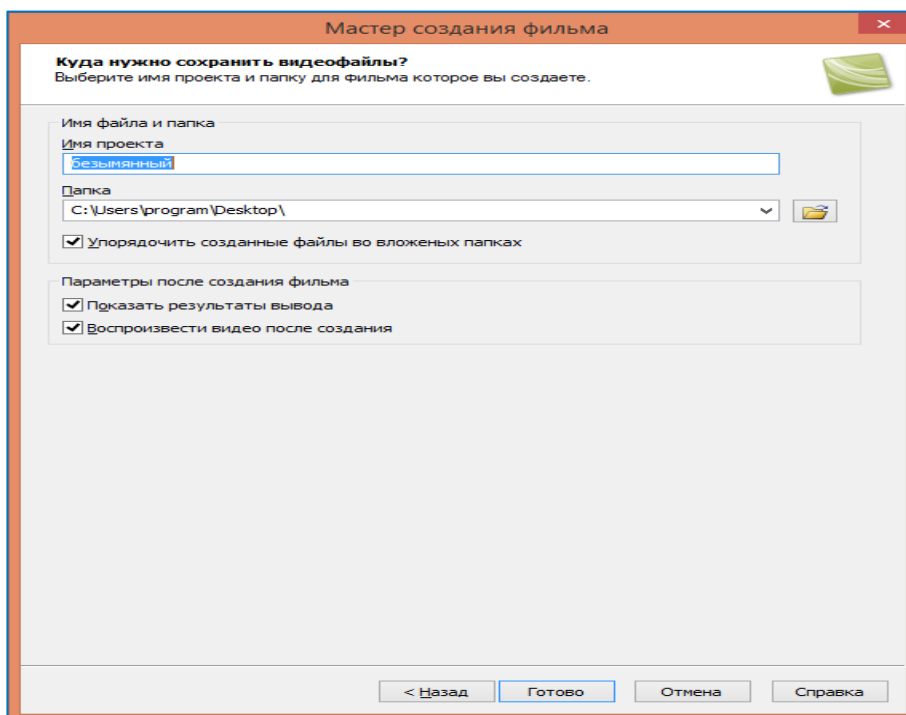 Мастер создания фильма
Куда нужно сохранить видеофайлы?
Выберите имя проекта и папку для фильма которое вы создаете.
Имя файла и папка
Имя проекта
безымянный
Папка
C:\Users\program\Desktop\
Упорядочить созданные файлы во вложеных папках
Параметры после создания фильма
Показать результаты вывода
Воспроизвести видео после создания
< Назад Готово Отмена Справка